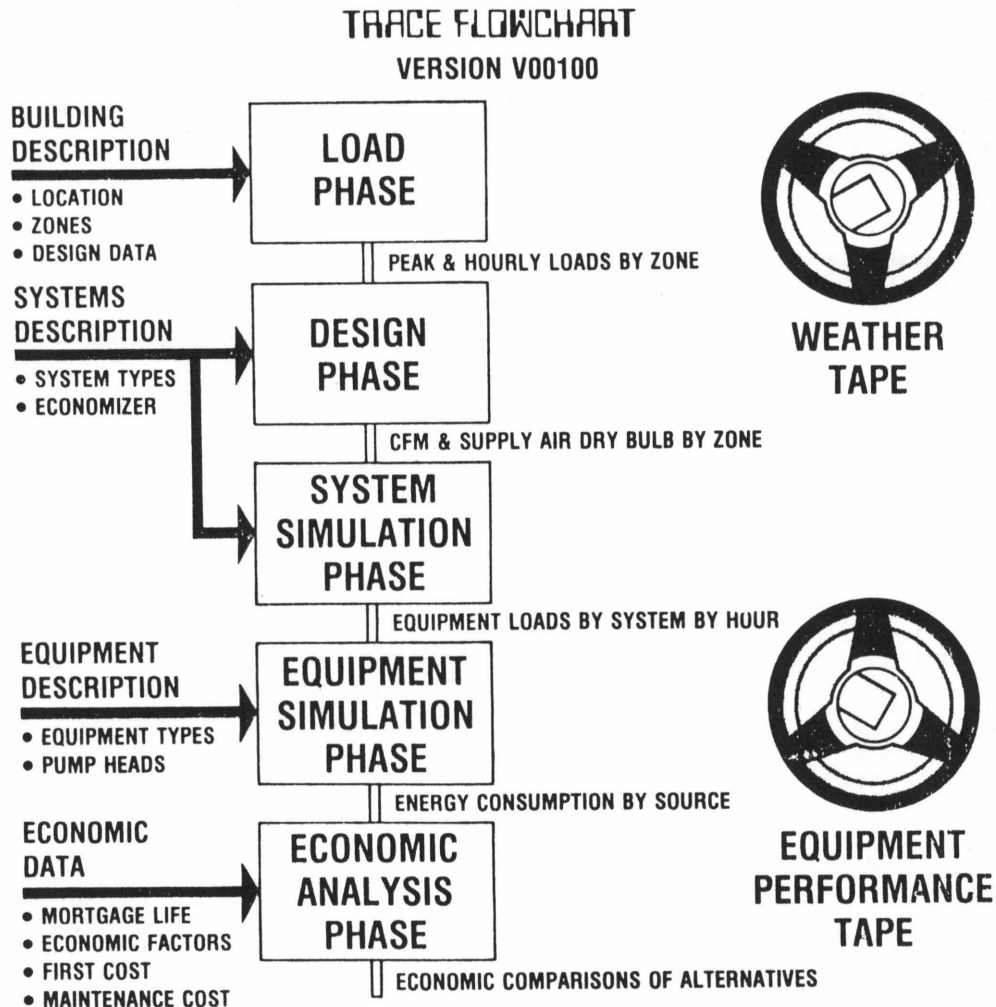 TRACE FLOWCHART
VERSION V00100
BUILDING
DESCRIPTION
• LOCATION
• ZONES
• DESIGN DATA
LOAD
PHASE
PEAK & HOURLY LOADS BY ZONE
SYSTEMS
DESCRIPTION
• SYSTEM TYPES
• ECONOMIZER
DESIGN
PHASE
CFM & SUPPLY AIR DRY BULB BY ZONE
SYSTEM
SIMULATION
PHASE
EQUIPMENT LOADS BY SYSTEM BY HOUR
EQUIPMENT
DESCRIPTION
• EQUIPMENT TYPES
• PUMP HEADS
EQUIPMENT
SIMULATION
PHASE
ENERGY CONSUMPTION BY SOURCE
ECONOMIC
DATA
• MORTGAGE LIFE
• ECONOMIC FACTORS
• FIRST COST
• MAINTENANCE COST
ECONOMIC
ANALYSIS
PHASE
ECONOMIC COMPARISONS OF ALTERNATIVES
WEATHER
TAPE
EQUIPMENT
PERFORMANCE
TAPE